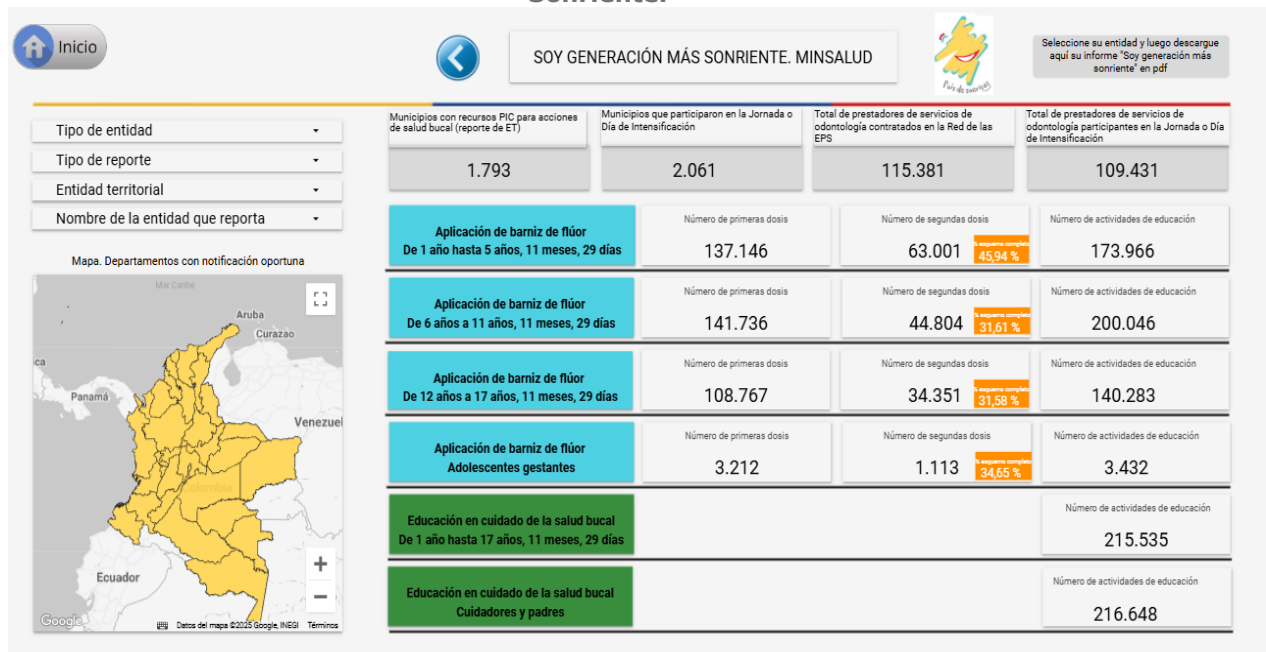 Sonriente.
Inicio
SOY GENERACIÓN MÁS SONRIENTE. MINSALUD
País de sonrisas
Seleccione su entidad y luego descargue
aquí su informe "Soy generación más
sonriente" en pdf
Tipo de entidad
Tipo de reporte
Entidad territorial
Nombre de la entidad que reporta
Mapa. Departamentos con notificación oportuna
Mar Caribe
Aruba
Curazao
ica
Panamá
Venezuel
Colombia
Ecuador
Google
Datos del mapa ©2025 Google, INEGI
Términos
Municipios con recursos PIC para acciones
de salud bucal (reporte de ET)
1.793
Municipios que participaron en la Jornada o
Día de Intensificación
2.061
Total de prestadores de servicios de
odontología contratados en la Red de las
EPS
115.381
Total de prestadores de servicios de
odontología participantes en la Jornada o Día
de Intensificación
109.431
Aplicación de barniz de flúor
De 1 año hasta 5 años, 11 meses, 29 días
Número de primeras dosis
137.146
Número de segundas dosis
63.001
% esquema completo
45,94 %
Número de actividades de educación
173.966
Aplicación de barniz de flúor
De 6 años a 11 años, 11 meses, 29 días
Número de primeras dosis
141.736
Número de segundas dosis
44.804
% esquema completo
31,61 %
Número de actividades de educación
200.046
Aplicación de barniz de flúor
De 12 años a 17 años, 11 meses, 29 días
Número de primeras dosis
108.767
Número de segundas dosis
34.351
% esquema completo
31,58 %
Número de actividades de educación
140.283
Aplicación de barniz de flúor
Adolescentes gestantes
Número de primeras dosis
3.212
Número de segundas dosis
1.113
% esquema completo
34,65 %
Número de actividades de educación
3.432
Educación en cuidado de la salud bucal
De 1 año hasta 17 años, 11 meses, 29 días
Número de actividades de educación
215.535
Educación en cuidado de la salud bucal
Cuidadores y padres
Número de actividades de educación
216.648